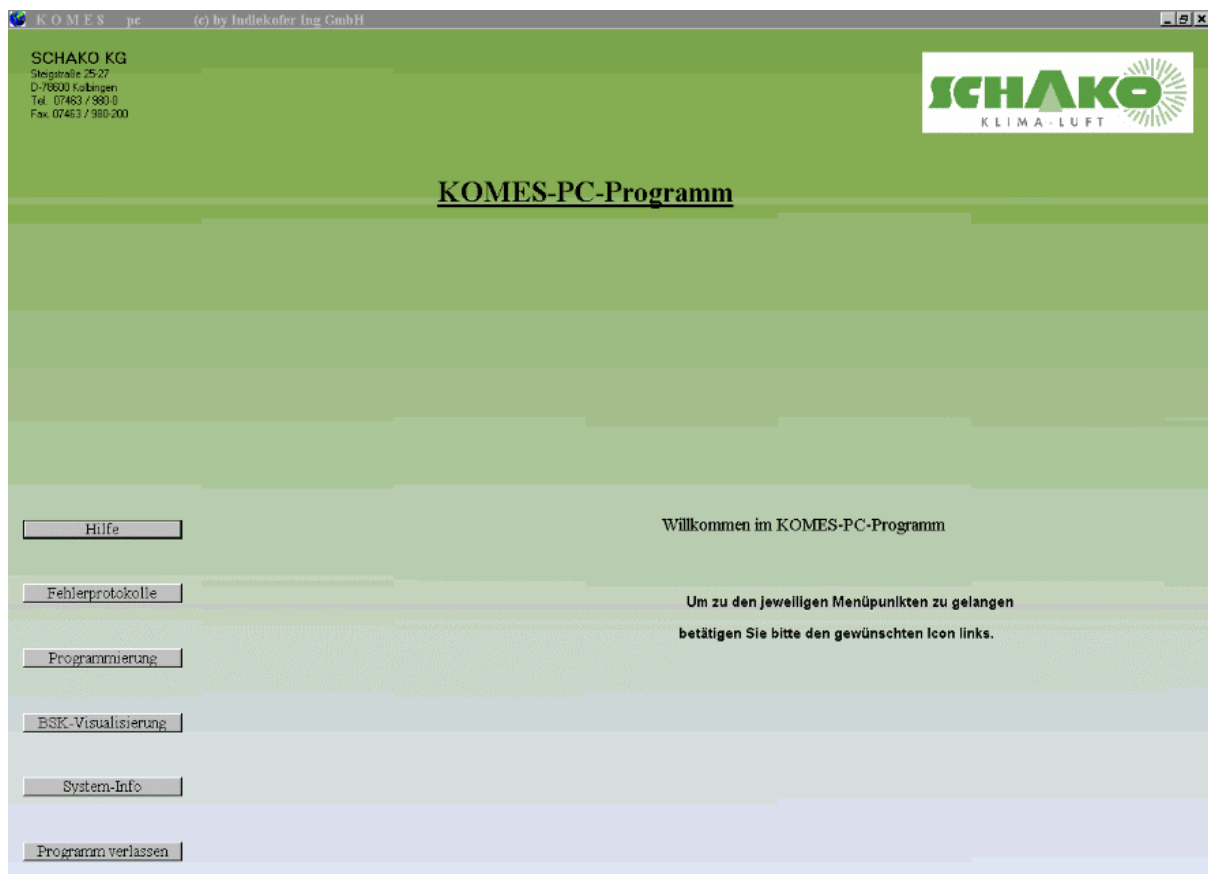 K O M E S pc (c) by Indlekofer Ing GmbH
SCHAKO KG
Steigstraße 25-27
D-78600 Kolbingen
Tel. 07463 / 980-0
Fax. 07463 / 980-200
SCHAKO
KLIMA-LUFT
KOMES-PC-Programm
Hilfe
Willkommen im KOMES-PC-Programm
Fehlerprotokolle
Um zu den jeweiligen Menüpunkten zu gelangen
betätigen Sie bitte den gewünschten Icon links.
Programmierung
BSK-Visualisierung
System-Info
Programm verlassen